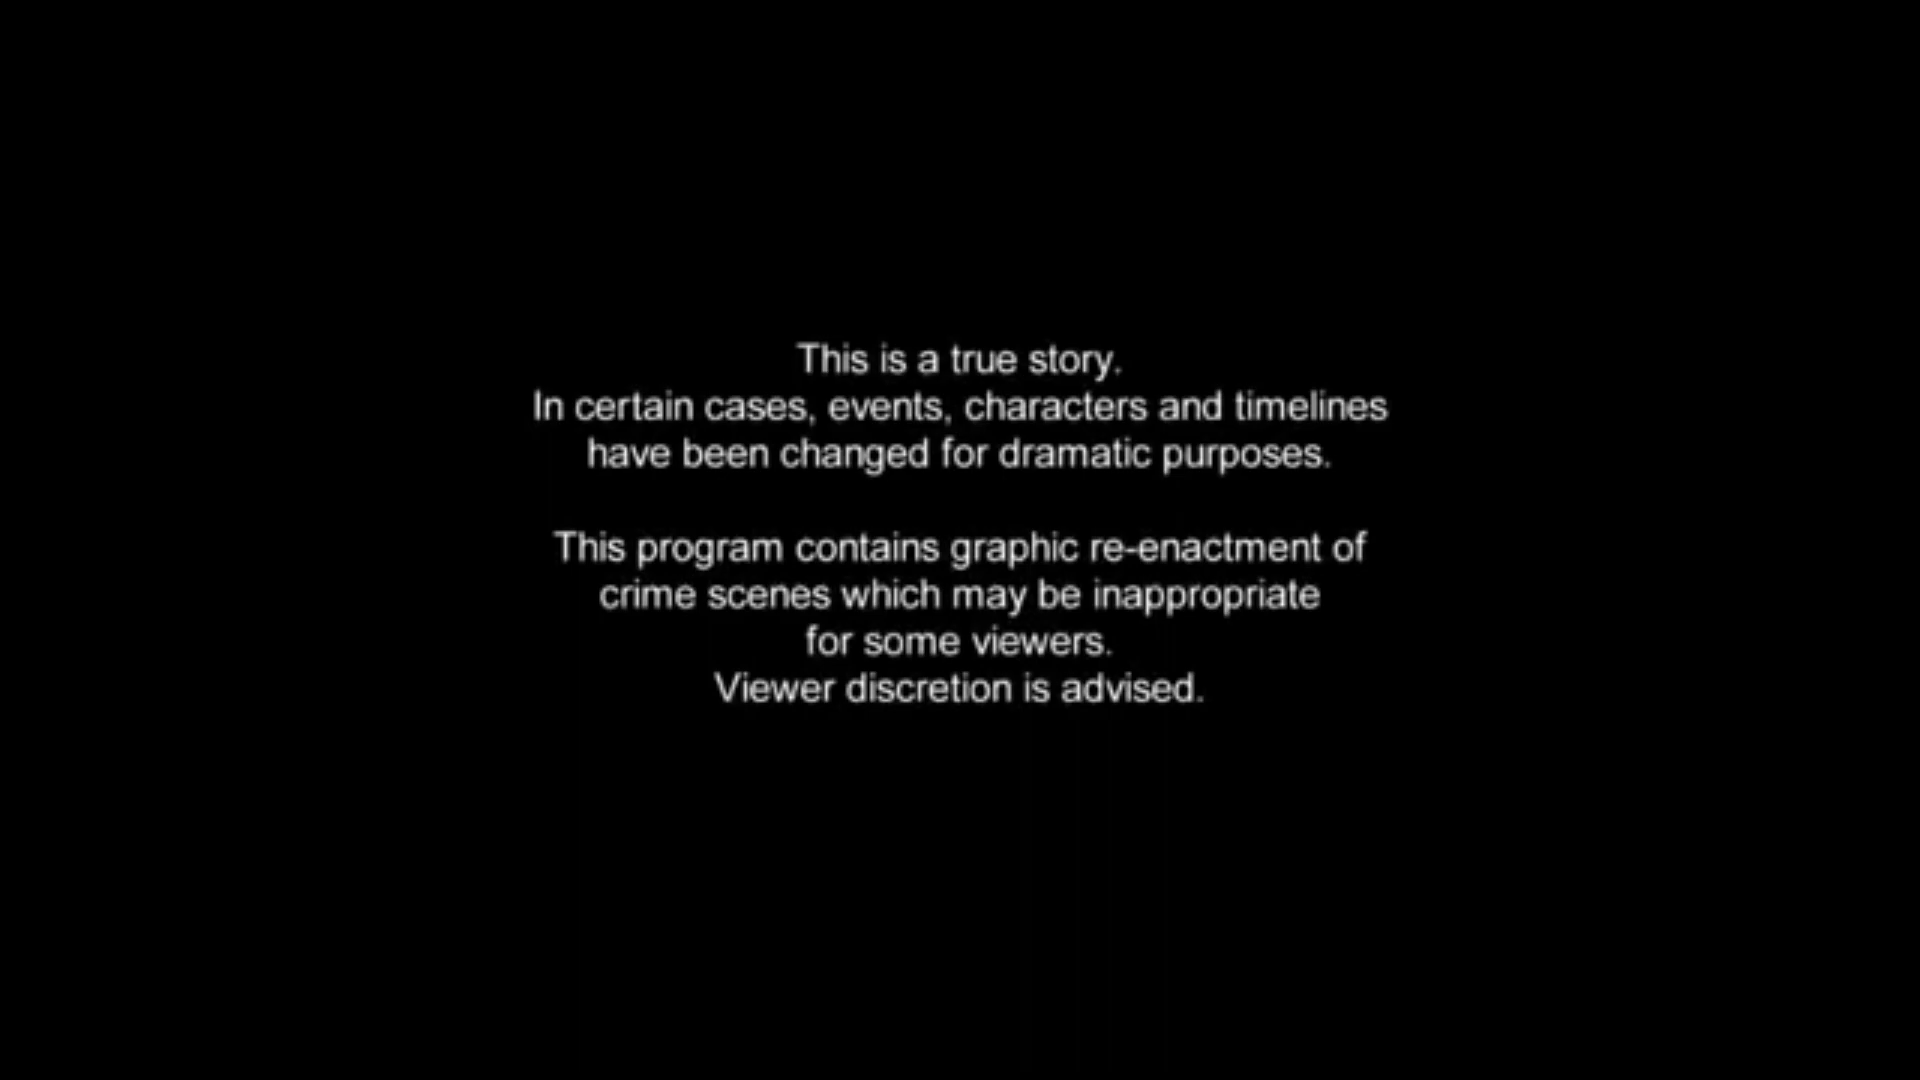 This is a true story.
In certain cases, events, characters and timelines
have been changed for dramatic purposes.
This program contains graphic re-enactment of
crime scenes which may be inappropriate
for some viewers.
Viewer discretion is advised.